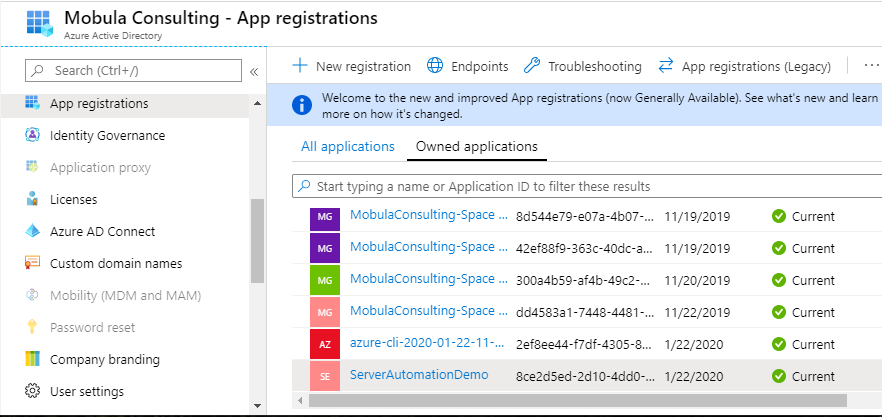 Mobula Consulting - App registrations
Azure Active Directory
Search (Ctrl+/)
«
App registrations
Identity Governance
Application proxy
Licenses
Azure AD Connect
Custom domain names
Mobility (MDM and MAM)
Password reset
Company branding
User settings
New registration Endpoints Troubleshooting App registrations (Legacy) ...
Welcome to the new and improved App registrations (now Generally Available). See what's new and learn
more on how it's changed.
All applications Owned applications
Start typing a name or Application ID to filter these results
MG MobulaConsulting-Space ... 8d544e79-e07a-4b07-... 11/19/2019 Current
MG MobulaConsulting-Space ... 42ef88f9-363c-40dc-a... 11/19/2019 Current
MG MobulaConsulting-Space ... 300a4b59-af4b-49c2-... 11/20/2019 Current
MG MobulaConsulting-Space ... dd4583a1-7448-4481-... 11/22/2019 Current
AZ azure-cli-2020-01-22-11-... 2ef8ee44-f7df-4305-8... 1/22/2020 Current
SE ServerAutomationDemo 8ce2d5ed-2d10-4dd0-... 1/22/2020 Current